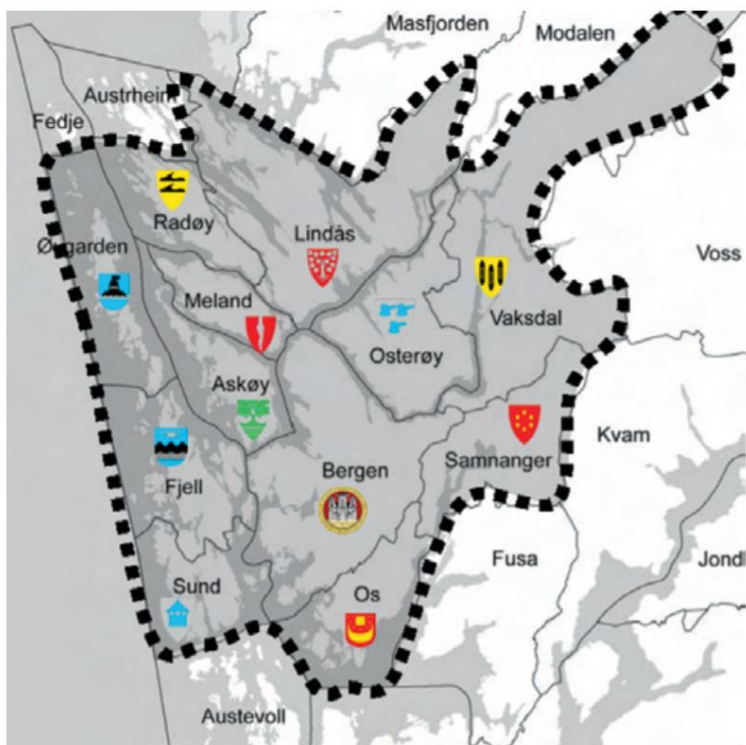 Masfjorden
Modalen
Austrheim
Fedje
Radøy
Lindås
Øygarden
Voss
Meland
Vaksdal
Osterøy
Askøy
Kvam
Samnanger
Bergen
Fjell
Fusa
Jond
Sund
Os
Austevoll